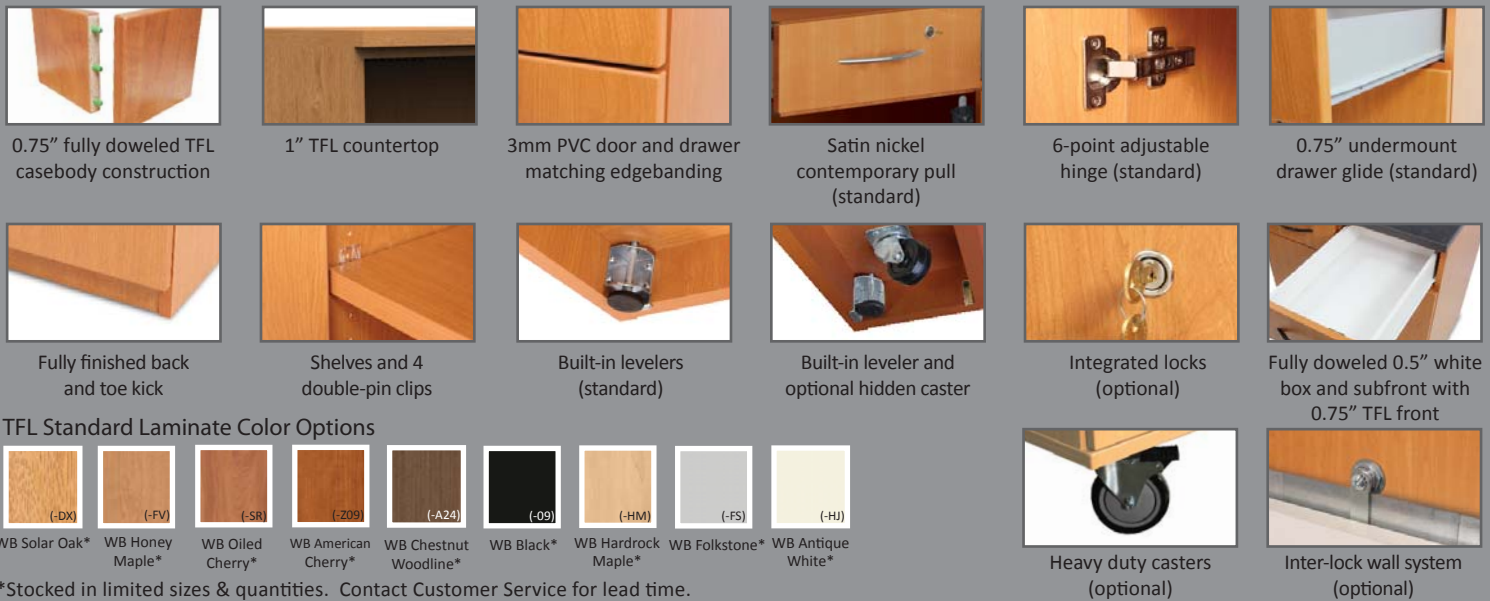 0.75” fully doweled TFL
casebody construction
1” TFL countertop
3mm PVC door and drawer
matching edgebanding
Satin nickel
contemporary pull
(standard)
6-point adjustable
hinge (standard)
0.75” undermount
drawer glide (standard)
Fully finished back
and toe kick
Shelves and 4
double-pin clips
Built-in levelers
(standard)
Built-in leveler and
optional hidden caster
Integrated locks
(optional)
Fully doweled 0.5” white
box and subfront with
0.75” TFL front
TFL Standard Laminate Color Options
(-DX)
WB Solar Oak*
(-FV)
WB Honey
Maple*
(-SR)
WB Oiled
Cherry*
(-Z09)
WB American
Cherry*
(-A24)
WB Chestnut
Woodline*
(-09)
WB Black*
(-HM)
WB Hardrock
Maple*
(-FS)
WB Folkstone*
(-HJ)
WB Antique
White*
Heavy duty casters
(optional)
Inter-lock wall system
(optional)
*Stocked in limited sizes & quantities. Contact Customer Service for lead time.